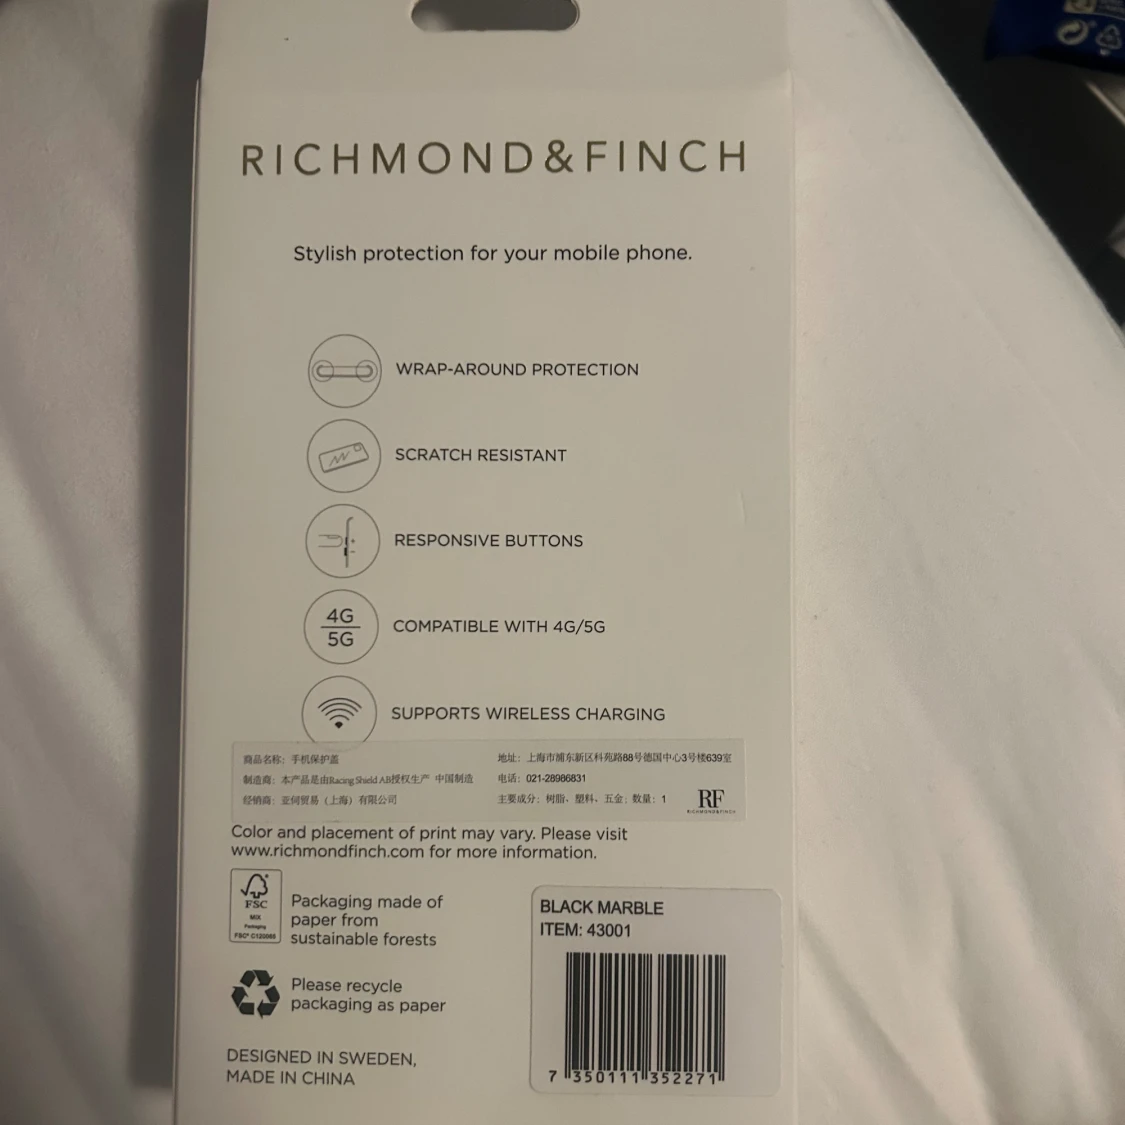 RICHMOND&FINCH
Stylish protection for your mobile phone.
WRAP-AROUND PROTECTION
SCRATCH RESISTANT
RESPONSIVE BUTTONS
4G
5G
COMPATIBLE WITH 4G/5G
SUPPORTS WIRELESS CHARGING
商品名称：手机保护盖
制造商：本产品是由Racing Shield AB授权生产 中国制造
经销商：亚何贸易（上海）有限公司
地址：上海市浦东新区科苑路88号德国中心3号楼639室
电话：021-28986831
主要成分：树脂、塑料、五金；数量：1
RF
RICHMOND&FINCH
Color and placement of print may vary. Please visit
www.richmondfinch.com for more information.
FSC
MIX
Packaging
FSC® C120065
Packaging made of
paper from
sustainable forests
Please recycle
packaging as paper
DESIGNED IN SWEDEN,
MADE IN CHINA
BLACK MARBLE
ITEM: 43001
7 350111 352271